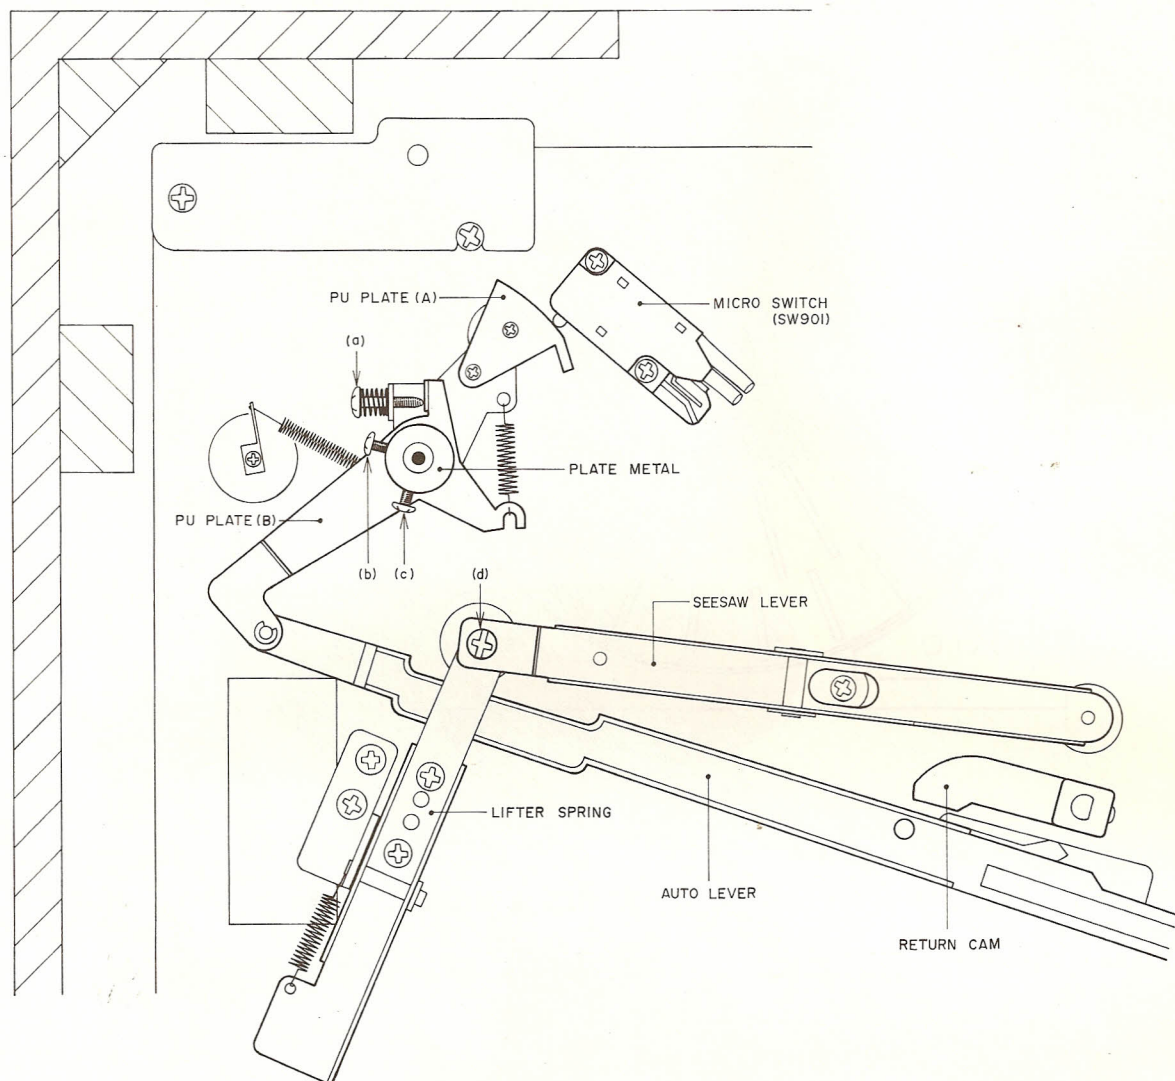 PU PLATE (A)
MICRO SWITCH
(SW901)
(a)
PLATE METAL
PU PLATE (B)
(b)
(c)
(d)
SEESAW LEVER
LIFTER SPRING
AUTO LEVER
RETURN CAM